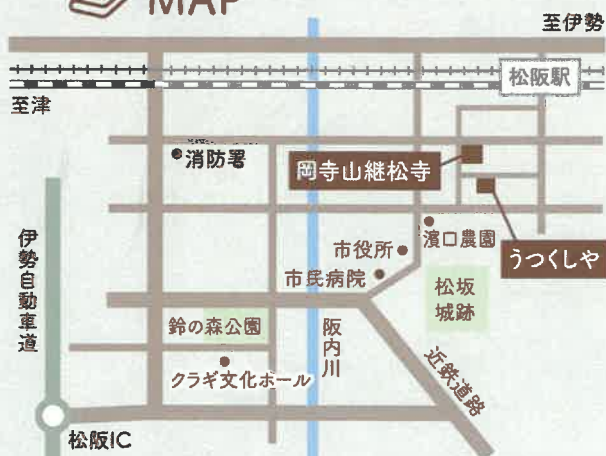 MAP
至伊勢
松阪駅
至津
消防署
岡寺山継松寺
濱口農園
うつくしや
市役所
市民病院
松坂
城跡
伊勢自動車道
鈴の森公園
阪内川
近鉄道路
クラギ文化ホール
松阪IC